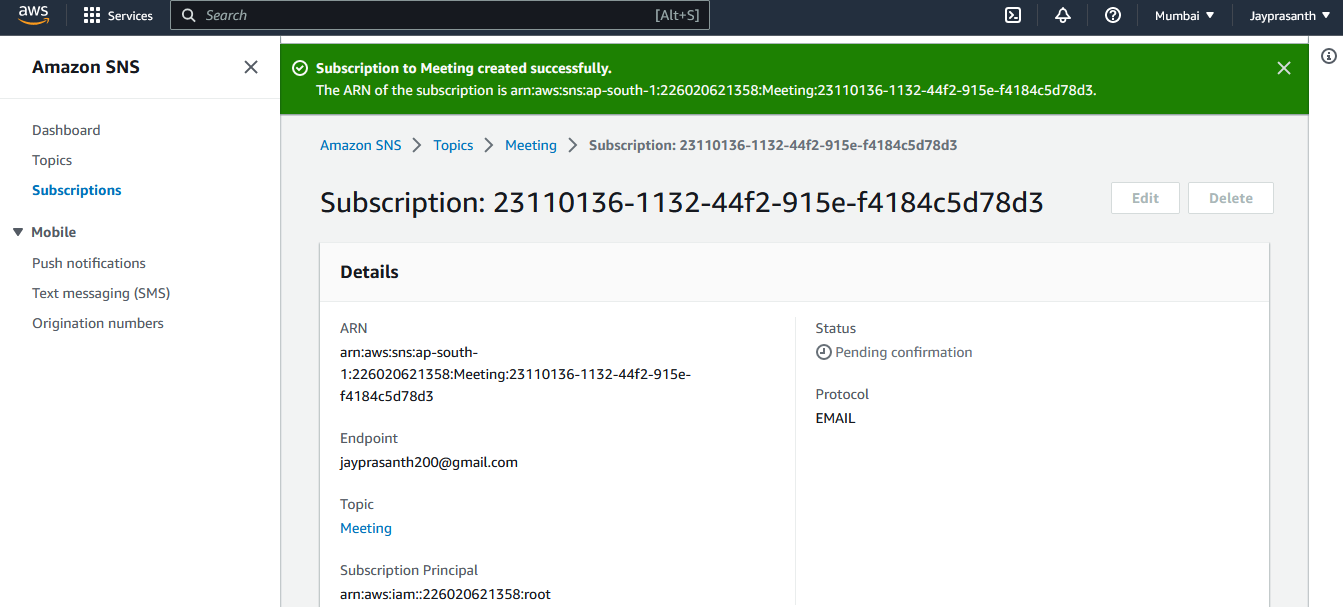 aws
Services
Search [Alt+S]
Mumbai ▼
Jayprasanth ▼
Amazon SNS
Dashboard
Topics
Subscriptions
▼ Mobile
Push notifications
Text messaging (SMS)
Origination numbers
Subscription to Meeting created successfully.
The ARN of the subscription is arn:aws:sns:ap-south-1:226020621358:Meeting:23110136-1132-44f2-915e-f4184c5d78d3.
Amazon SNS > Topics > Meeting > Subscription: 23110136-1132-44f2-915e-f4184c5d78d3
Subscription: 23110136-1132-44f2-915e-f4184c5d78d3
Edit
Delete
Details
ARN
arn:aws:sns:ap-south-
1:226020621358:Meeting:23110136-1132-44f2-915e-
f4184c5d78d3
Endpoint
jayprasanth200@gmail.com
Topic
Meeting
Subscription Principal
arn:aws:iam::226020621358:root
Status
Pending confirmation
Protocol
EMAIL